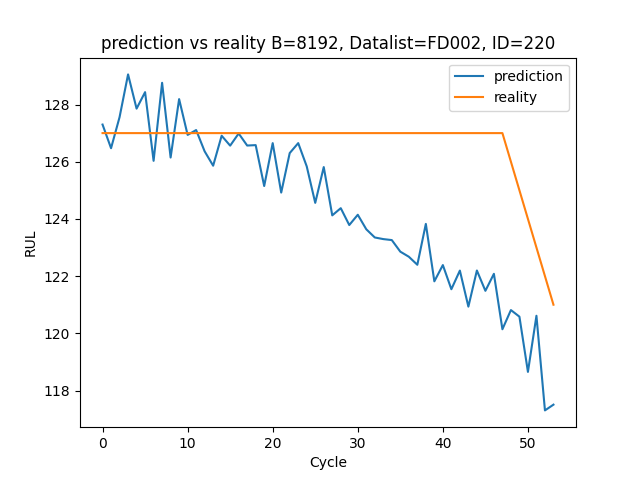 prediction vs reality B=8192, Datalist=FD002, ID=220
prediction
reality
128
126
124
122
120
118
RUL
0 10 20 30 40 50
Cycle